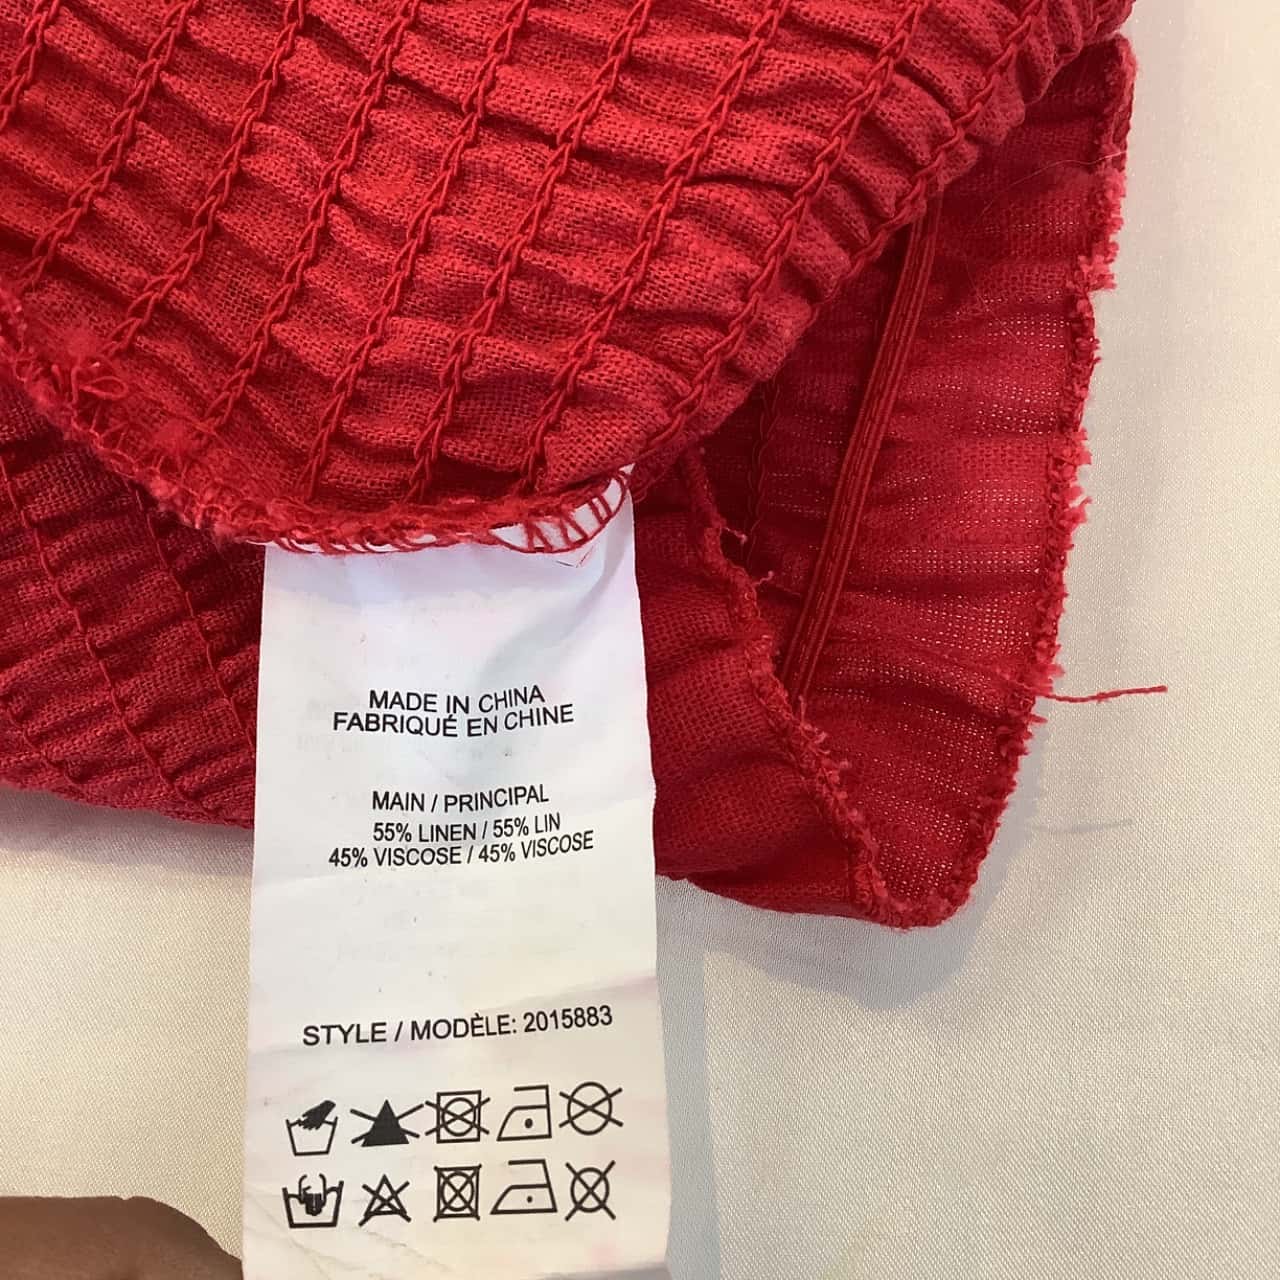 MADE IN CHINA
FABRIQUÉ EN CHINE
MAIN / PRINCIPAL
55% LINEN / 55% LIN
45% VISCOSE / 45% VISCOSE
STYLE / MODÈLE: 2015883